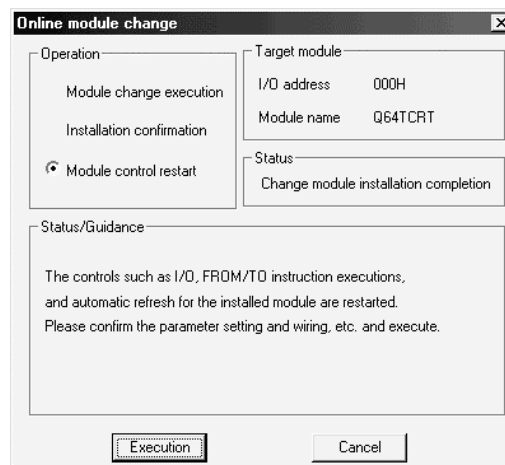 Online module change
Operation
Module change execution
Installation confirmation
Module control restart
Target module
I/O address 000H
Module name Q64TCRT
Status
Change module installation completion
Status/Guidance
The controls such as I/O, FROM/TO instruction executions,
and automatic refresh for the installed module are restarted.
Please confirm the parameter setting and wiring, etc. and execute.
Execution
Cancel